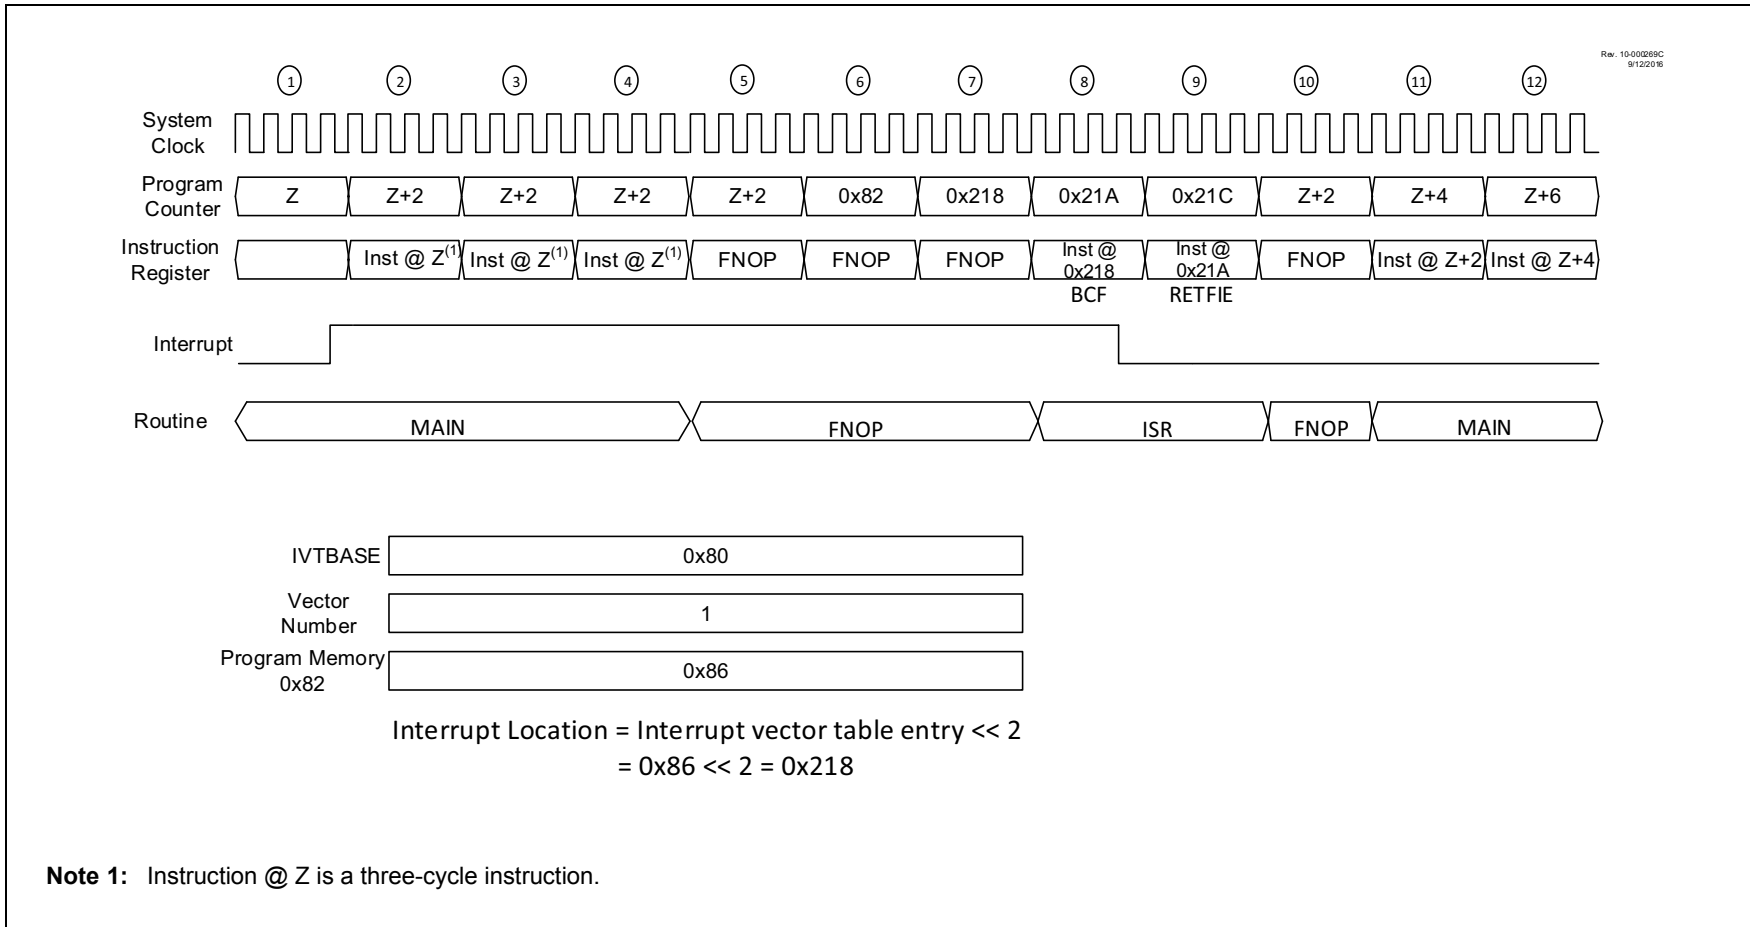 Rev. 10-000269C
9/12/2016
1 2 3 4 5 6 7 8 9 10 11 12
System
Clock
Program
Counter
Z Z+2 Z+2 Z+2 Z+2 0x82 0x218 0x21A 0x21C Z+2 Z+4 Z+6
Instruction
Register
Inst @ Z(1) Inst @ Z(1) Inst @ Z(1) FNOP FNOP FNOP Inst @ 0x218 BCF Inst @ 0x21A RETFIE FNOP Inst @ Z+2 Inst @ Z+4
Interrupt
Routine MAIN FNOP ISR FNOP MAIN
IVTBASE 0x80
Vector
Number
1
Program Memory
0x82
0x86
Interrupt Location = Interrupt vector table entry << 2
= 0x86 << 2 = 0x218
Note 1: Instruction @ Z is a three-cycle instruction.